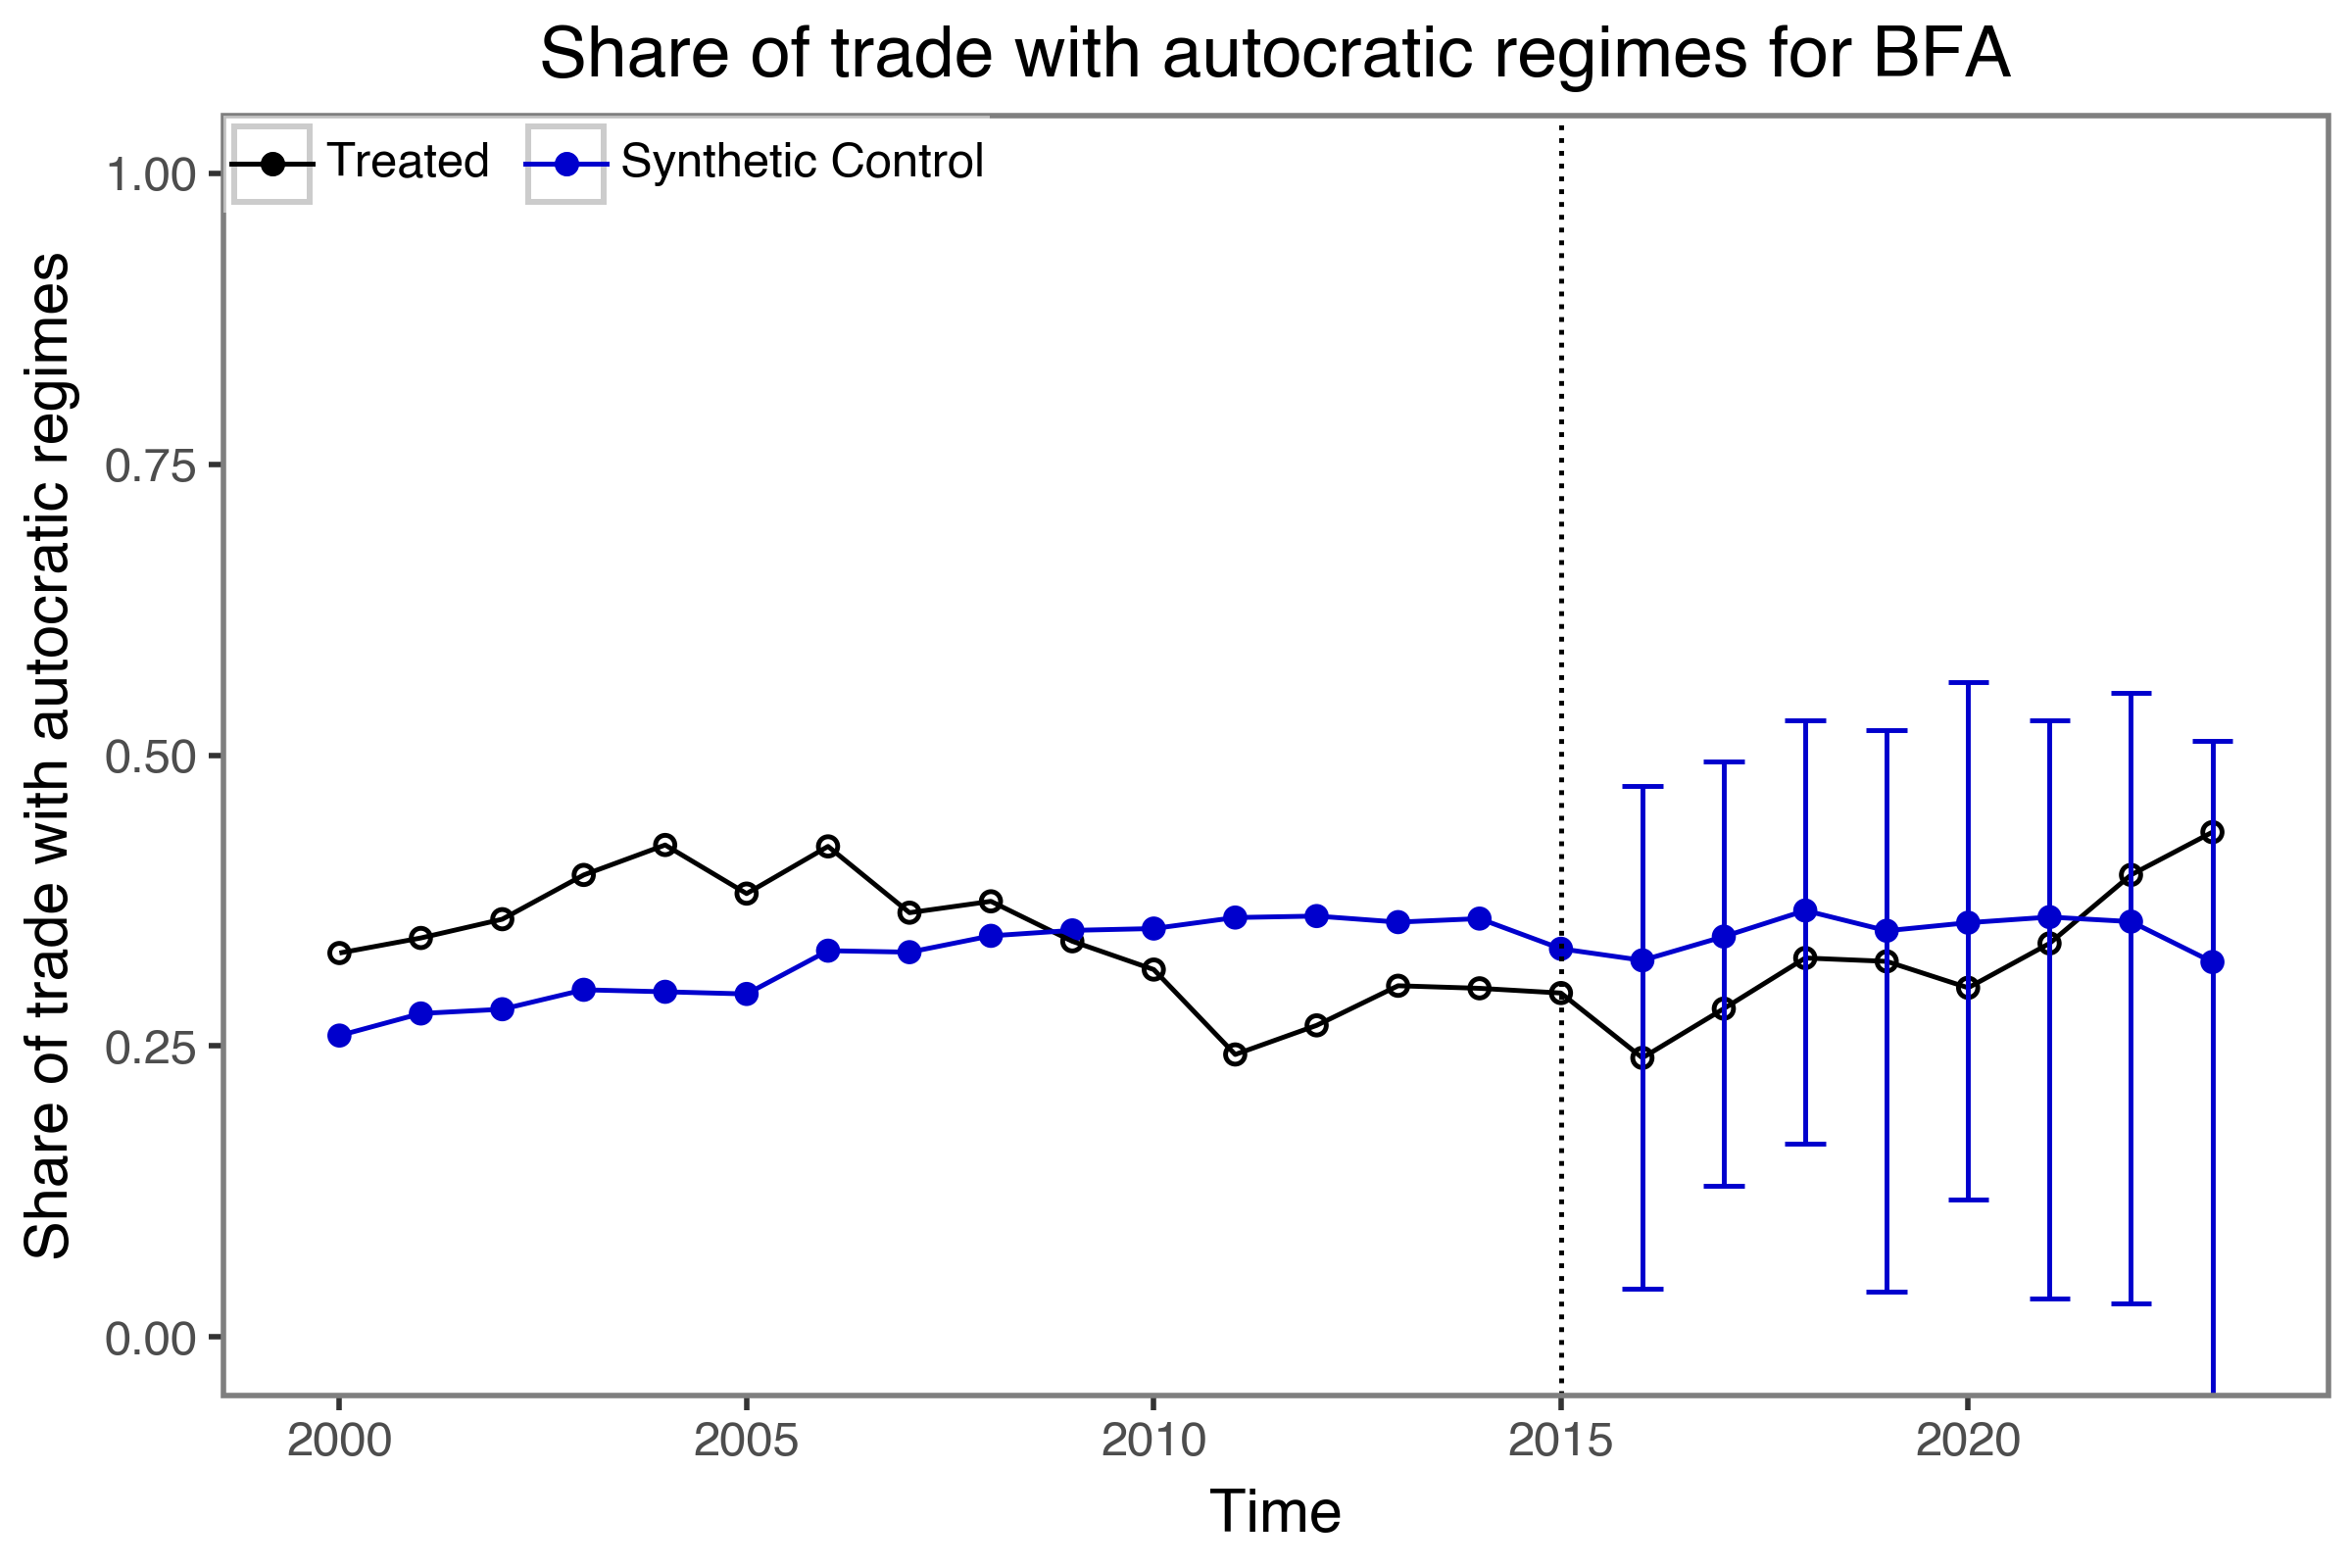 Share of trade with autocratic regimes for BFA
Treated
Synthetic Control
Share of trade with autocratic regimes
1.00
0.75
0.50
0.25
0.00
2000
2005
2010
2015
2020
Time